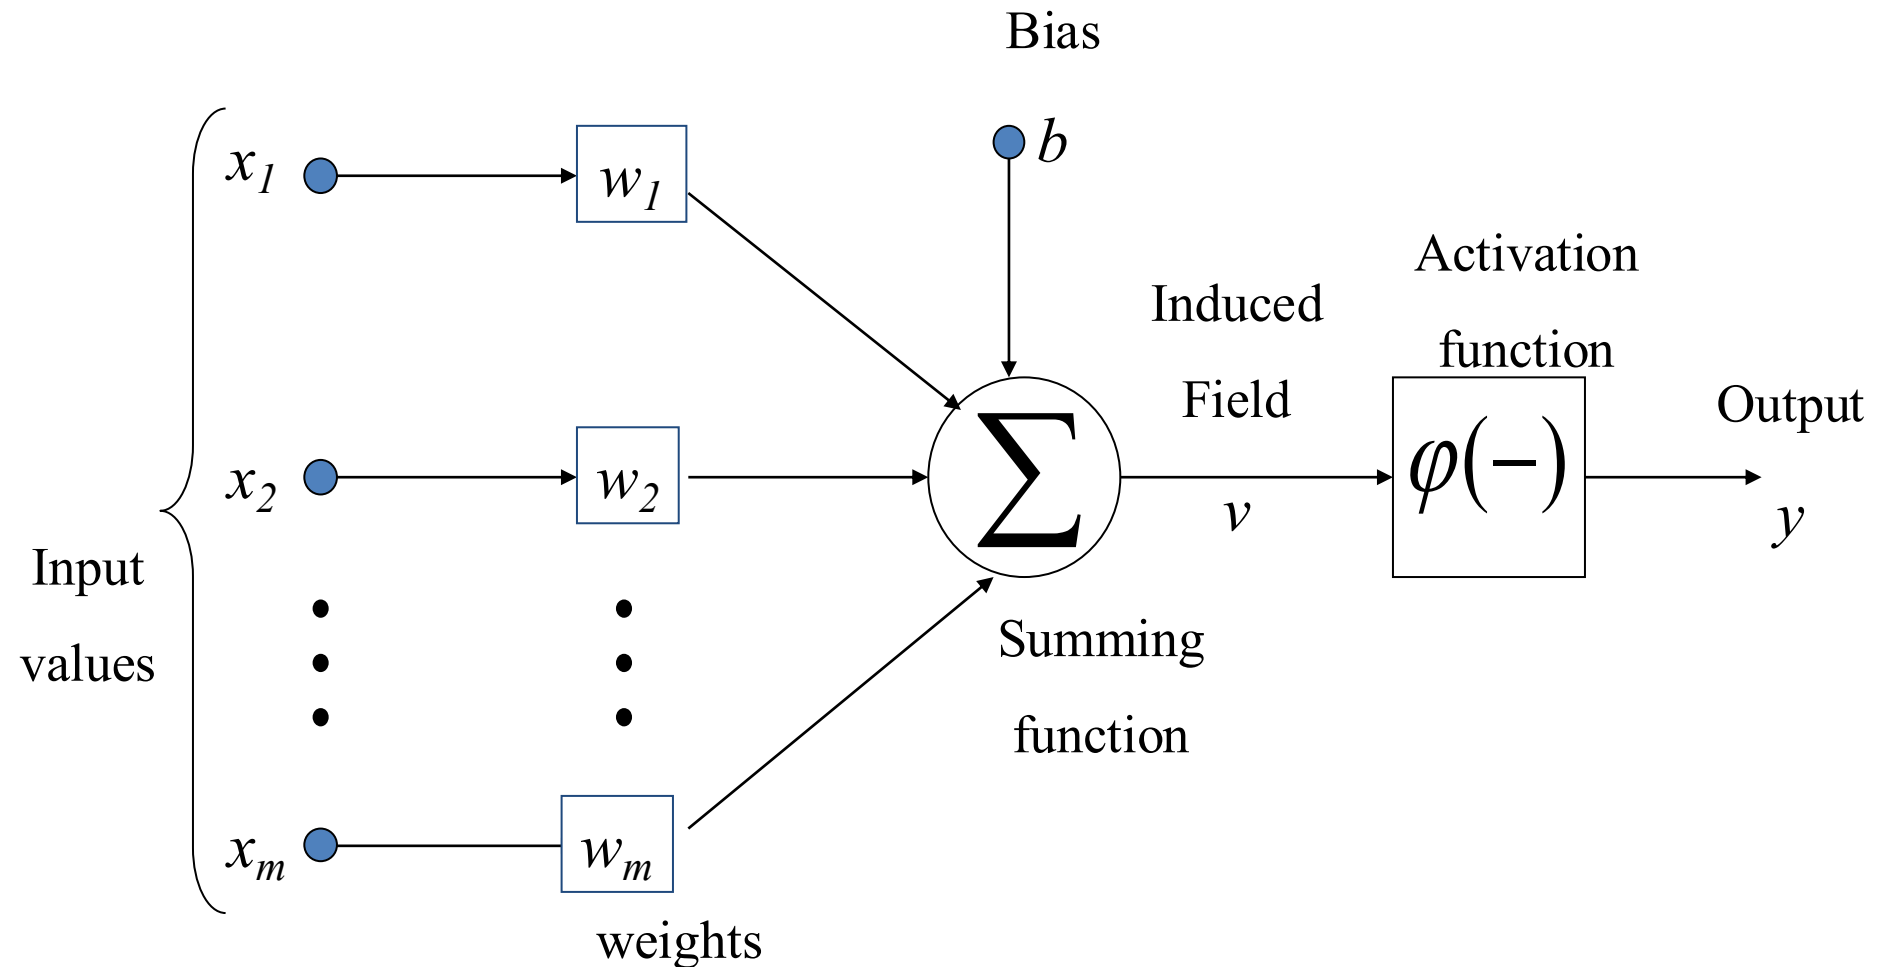 Bias
b
x1
w1
Activation
function
Induced
Field
Output
x2
w2
∑
v
φ(−)
y
Input
values
Summing
function
xm
wm
weights